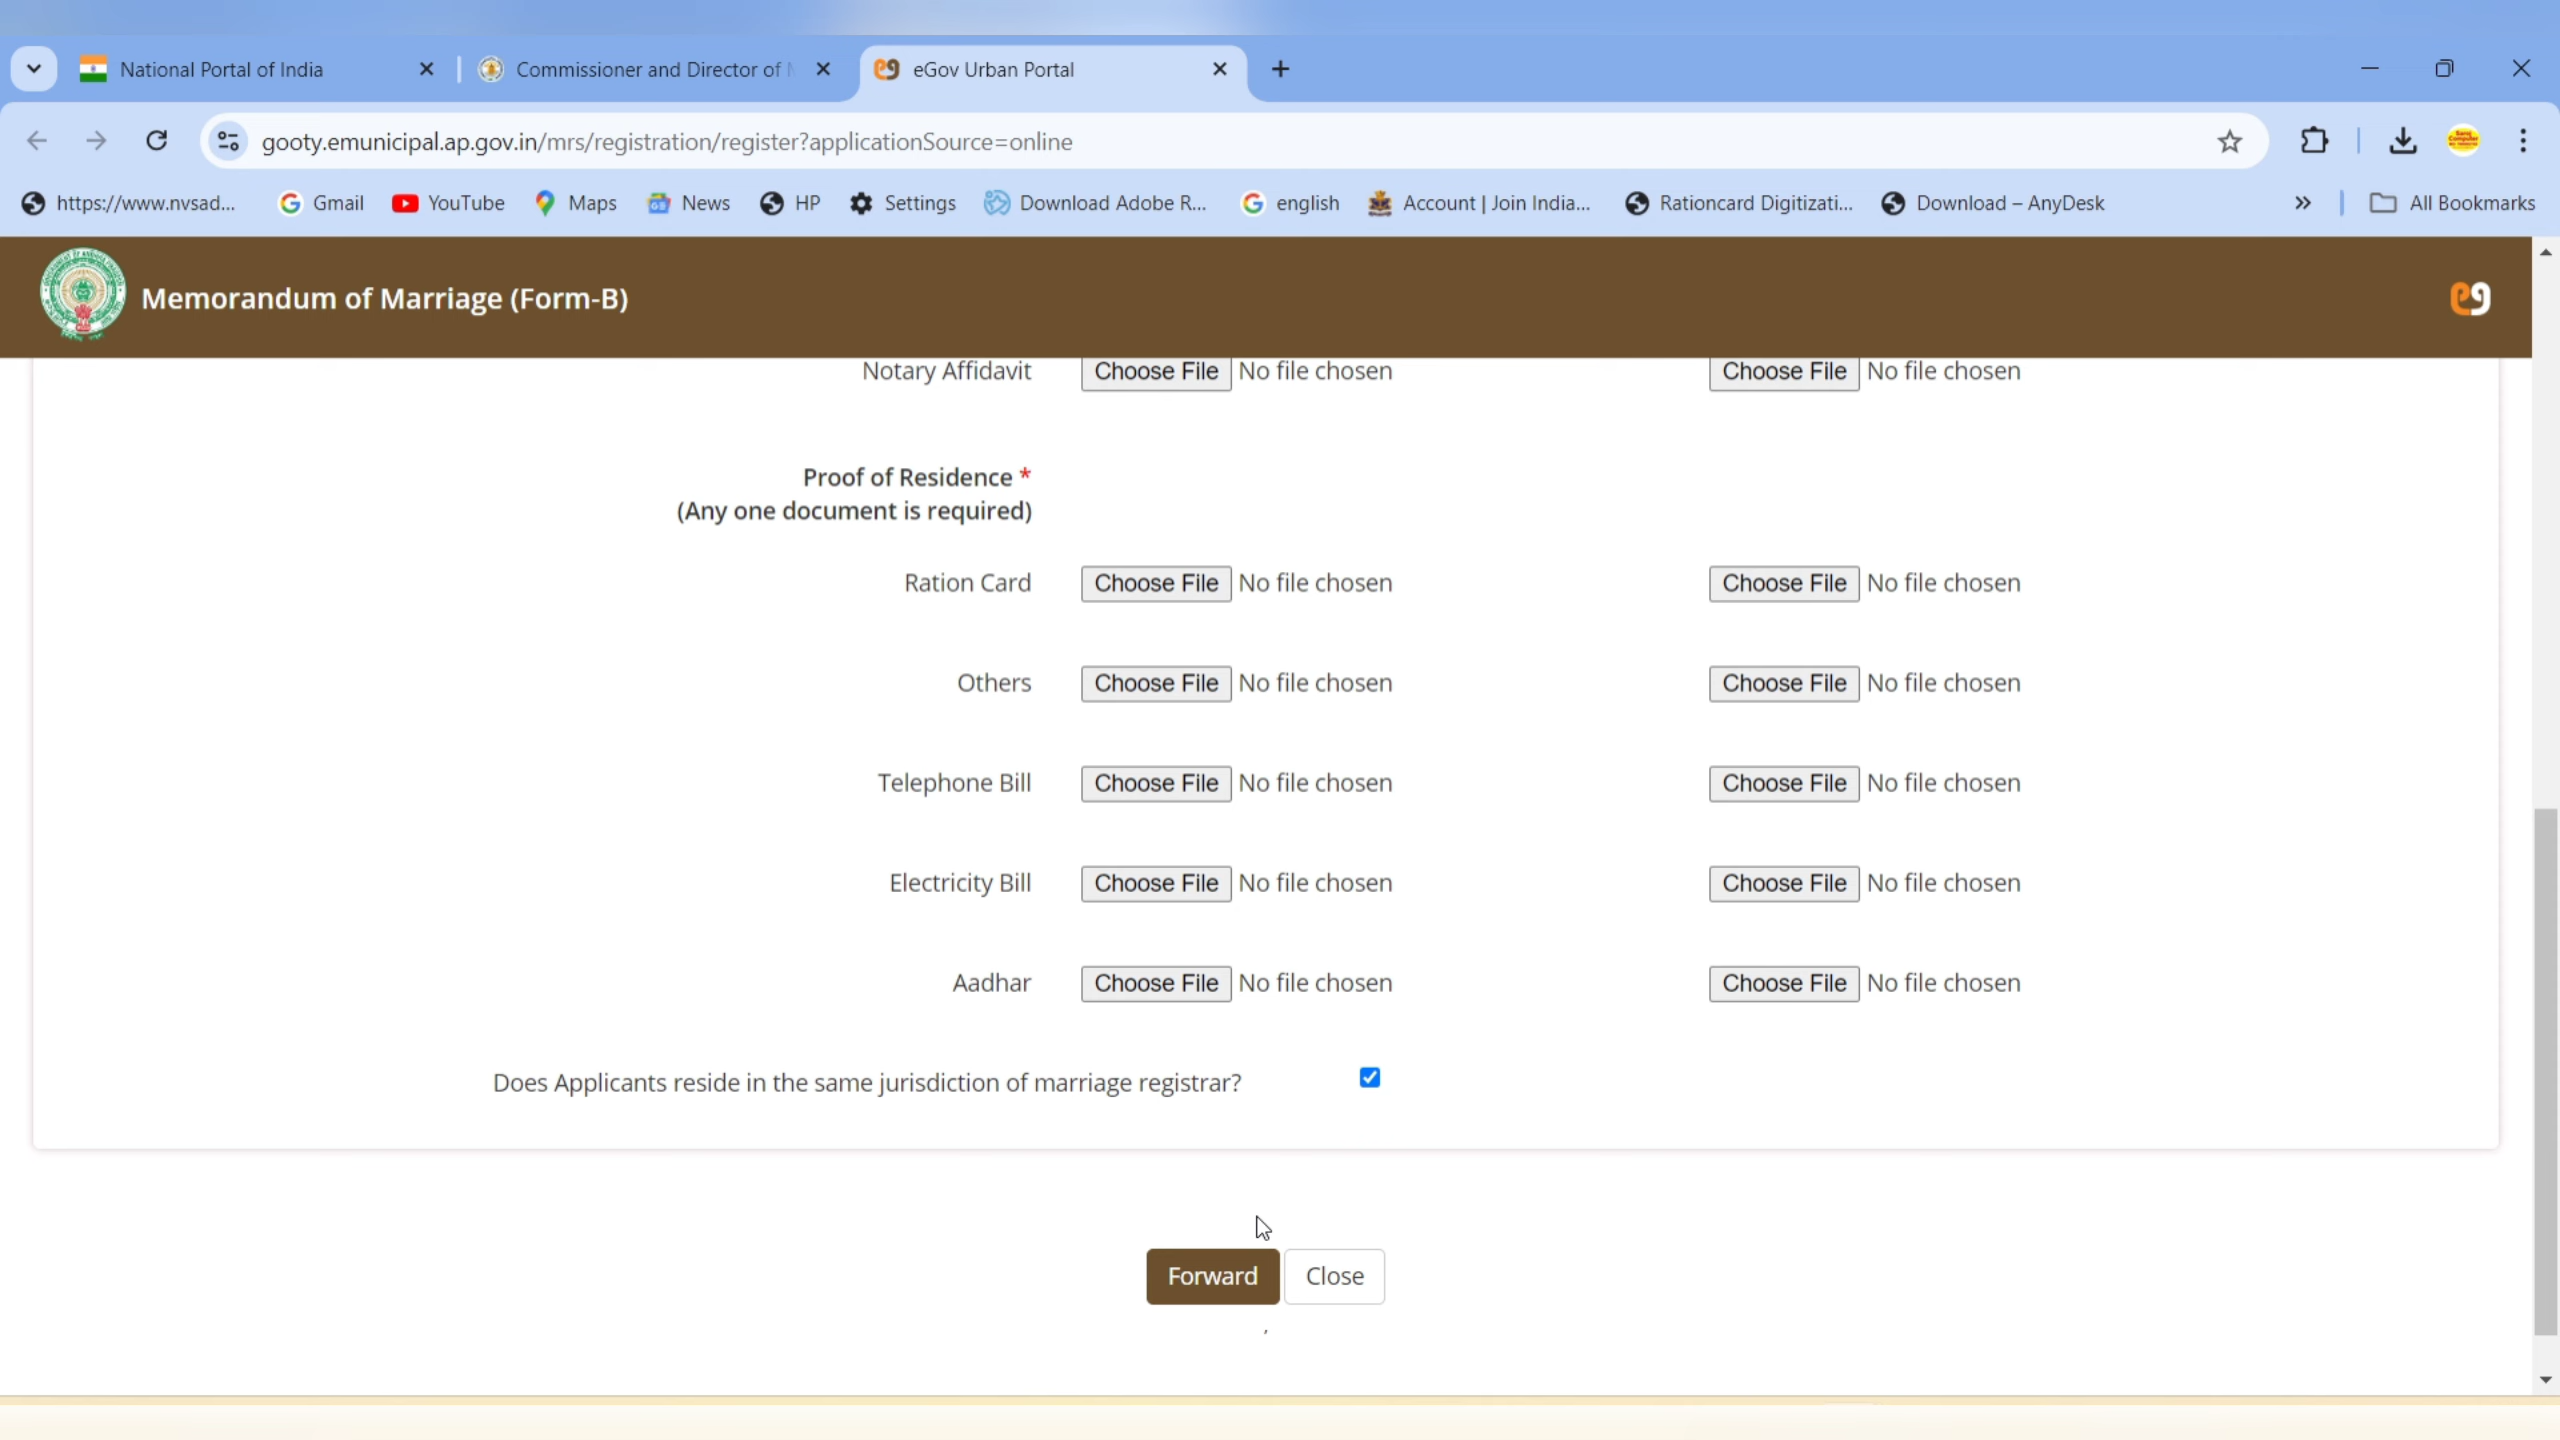 National Portal of India
Commissioner and Director of
eGov Urban Portal
gooty.emunicipal.ap.gov.in/mrs/registration/register?applicationSource=online
https://www.nvsad...
Gmail
YouTube
Maps
News
HP
Settings
Download Adobe R...
english
Account | Join India...
Rationcard Digitizati...
Download – AnyDesk
»
All Bookmarks
Memorandum of Marriage (Form-B)
Notary Affidavit Choose File No file chosen Choose File No file chosen
Proof of Residence *
(Any one document is required)
Ration Card Choose File No file chosen Choose File No file chosen
Others Choose File No file chosen Choose File No file chosen
Telephone Bill Choose File No file chosen Choose File No file chosen
Electricity Bill Choose File No file chosen Choose File No file chosen
Aadhar Choose File No file chosen Choose File No file chosen
Does Applicants reside in the same jurisdiction of marriage registrar?
Forward Close
,